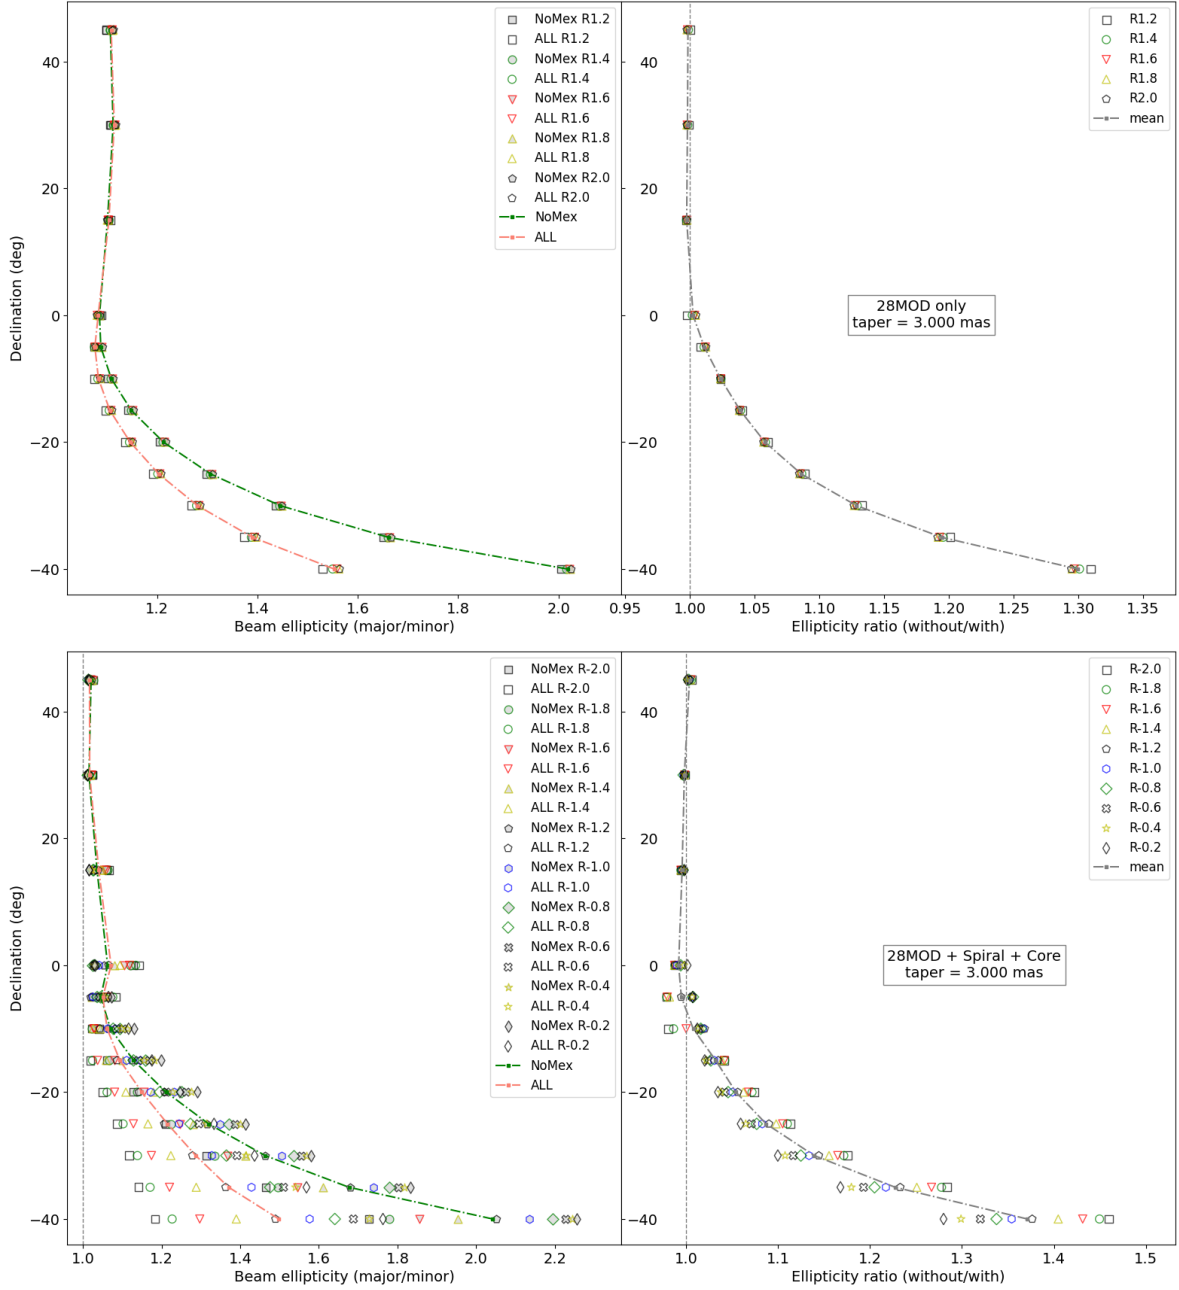 NoMex R1.2
ALL R1.2
NoMex R1.4
ALL R1.4
NoMex R1.6
ALL R1.6
NoMex R1.8
ALL R1.8
NoMex R2.0
ALL R2.0
NoMex
ALL
40
20
0
−20
−40
Declination (deg)
1.2
1.4
1.6
1.8
2.0
Beam ellipticity (major/minor)
R1.2
R1.4
R1.6
R1.8
R2.0
mean
28MOD only
taper = 3.000 mas
40
20
0
−20
−40
0.95
1.00
1.05
1.10
1.15
1.20
1.25
1.30
1.35
Ellipticity ratio (without/with)
NoMex R-2.0
ALL R-2.0
NoMex R-1.8
ALL R-1.8
NoMex R-1.6
ALL R-1.6
NoMex R-1.4
ALL R-1.4
NoMex R-1.2
ALL R-1.2
NoMex R-1.0
ALL R-1.0
NoMex R-0.8
ALL R-0.8
NoMex R-0.6
ALL R-0.6
NoMex R-0.4
ALL R-0.4
NoMex R-0.2
ALL R-0.2
NoMex
ALL
40
20
0
−20
−40
Declination (deg)
1.0
1.2
1.4
1.6
1.8
2.0
2.2
Beam ellipticity (major/minor)
R-2.0
R-1.8
R-1.6
R-1.4
R-1.2
R-1.0
R-0.8
R-0.6
R-0.4
R-0.2
mean
28MOD + Spiral + Core
taper = 3.000 mas
40
20
0
−20
−40
1.0
1.1
1.2
1.3
1.4
1.5
Ellipticity ratio (without/with)